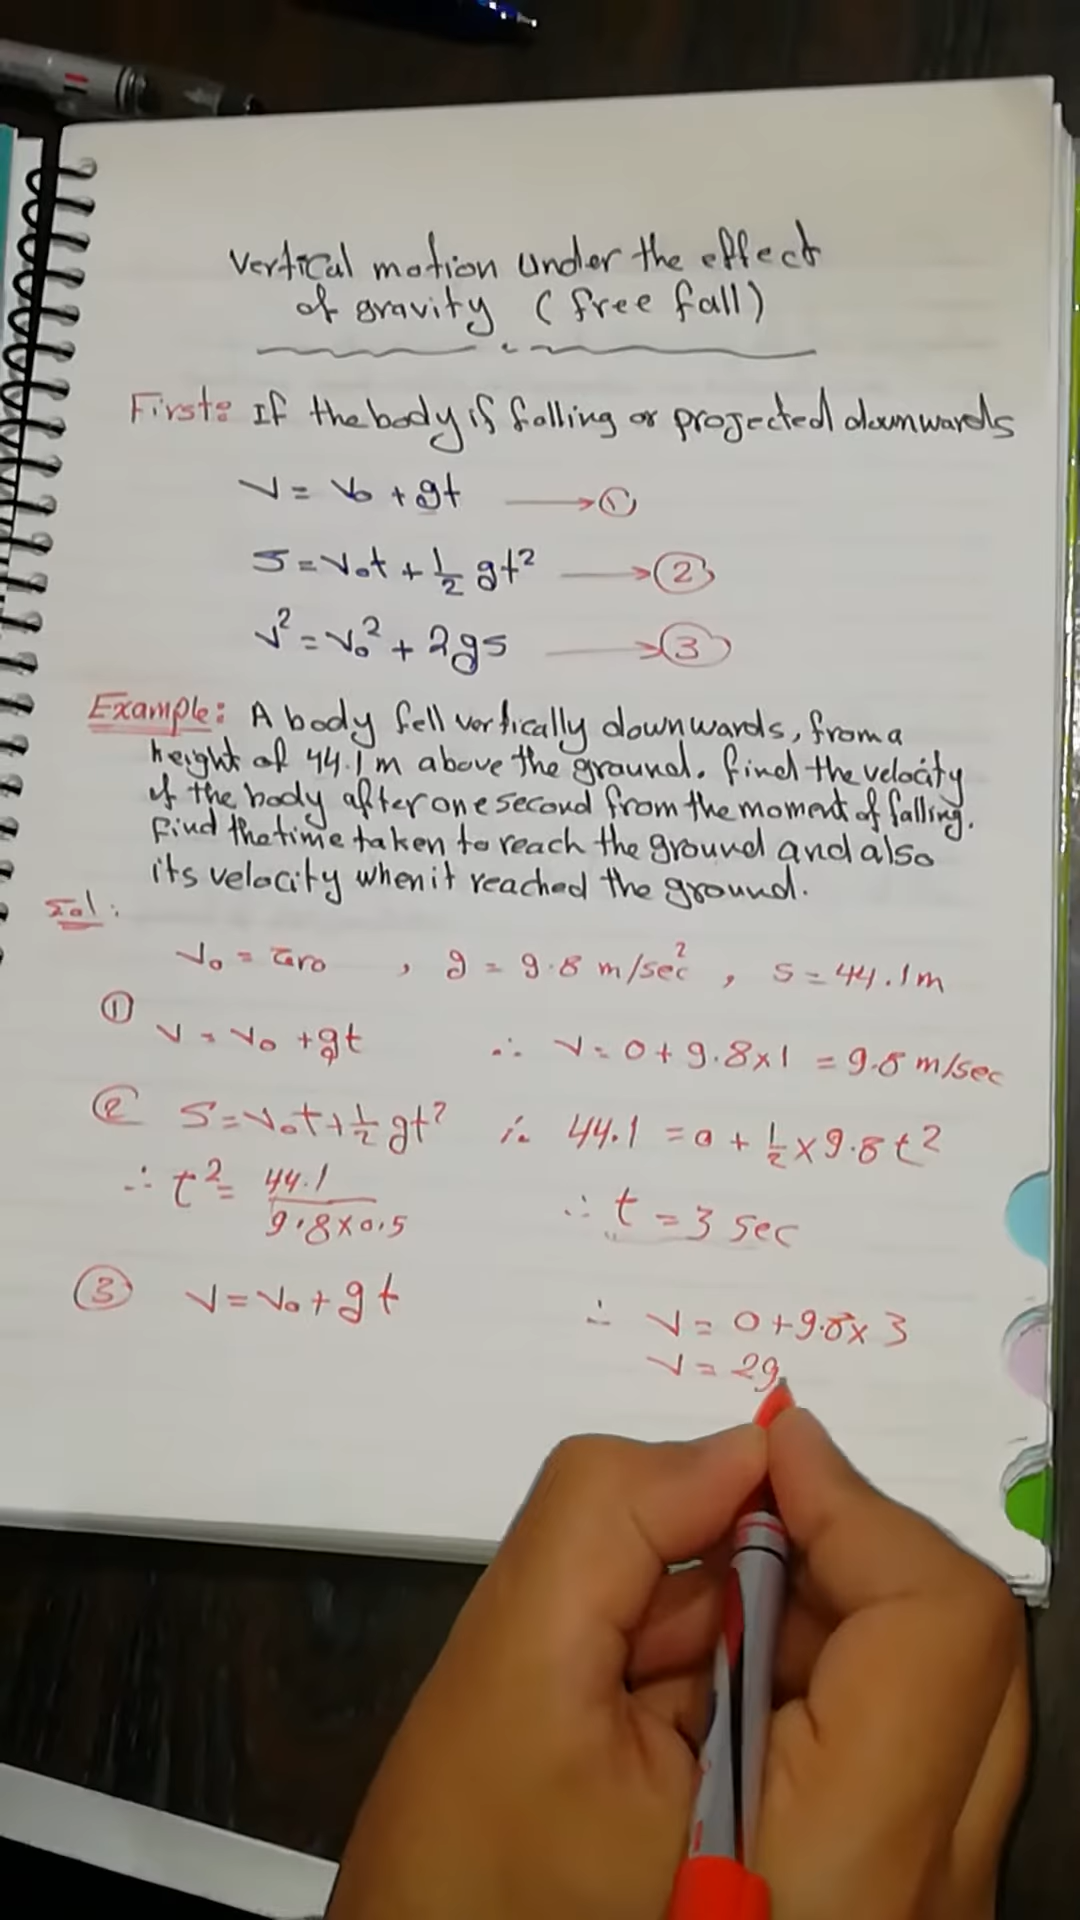 Vertical motion under the effect
of gravity (free fall)
First: If the body is falling or projected downwards
V = V₀ + gt → ①
S = V₀t + 1/2 gt² → ②
V² = V₀² + 2gs → ③
Example: A body fell vertically downwards, from a
height of 44.1 m above the ground. find the velocity
of the body after one second from the moment of falling.
Find the time taken to reach the ground and also
its velocity when it reached the ground.
Sol:
V₀ = zero , g = 9.8 m/sec² , S = 44.1m
① V = V₀ + gt ∴ V = 0 + 9.8 × 1 = 9.8 m/sec
② S = V₀t + 1/2 gt² ∴ 44.1 = 0 + 1/2 × 9.8 t²
∴ t² = 44.1 / 9.8 × 0.5 ∴ t = 3 sec
③ V = V₀ + gt ∴ V = 0 + 9.8 × 3
V = 29